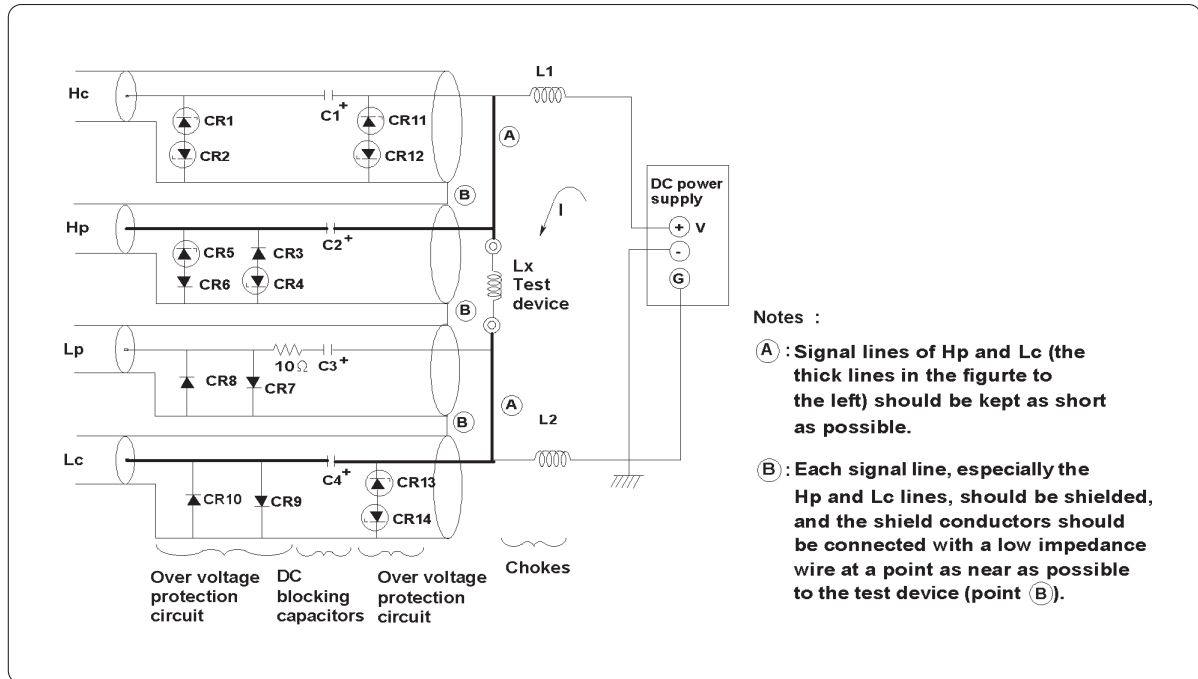 Hc
C1+
CR1
CR2
CR11
CR12
L1
A
B
DC power
supply
+ V
-
G
I
Hp
C2+
CR5
CR3
CR6
CR4
Lx
Test
device
B
Lp
10Ω
C3+
CR8
CR7
A
B
L2
Lc
C4+
CR10
CR9
CR13
CR14
Over voltage
protection
circuit
DC
blocking
capacitors
Over voltage
protection
circuit
Chokes
Notes :
A : Signal lines of Hp and Lc (the
thick lines in the figurte to
the left) should be kept as short
as possible.
B : Each signal line, especially the
Hp and Lc lines, should be shielded,
and the shield conductors should
be connected with a low impedance
wire at a point as near as possible
to the test device (point B).